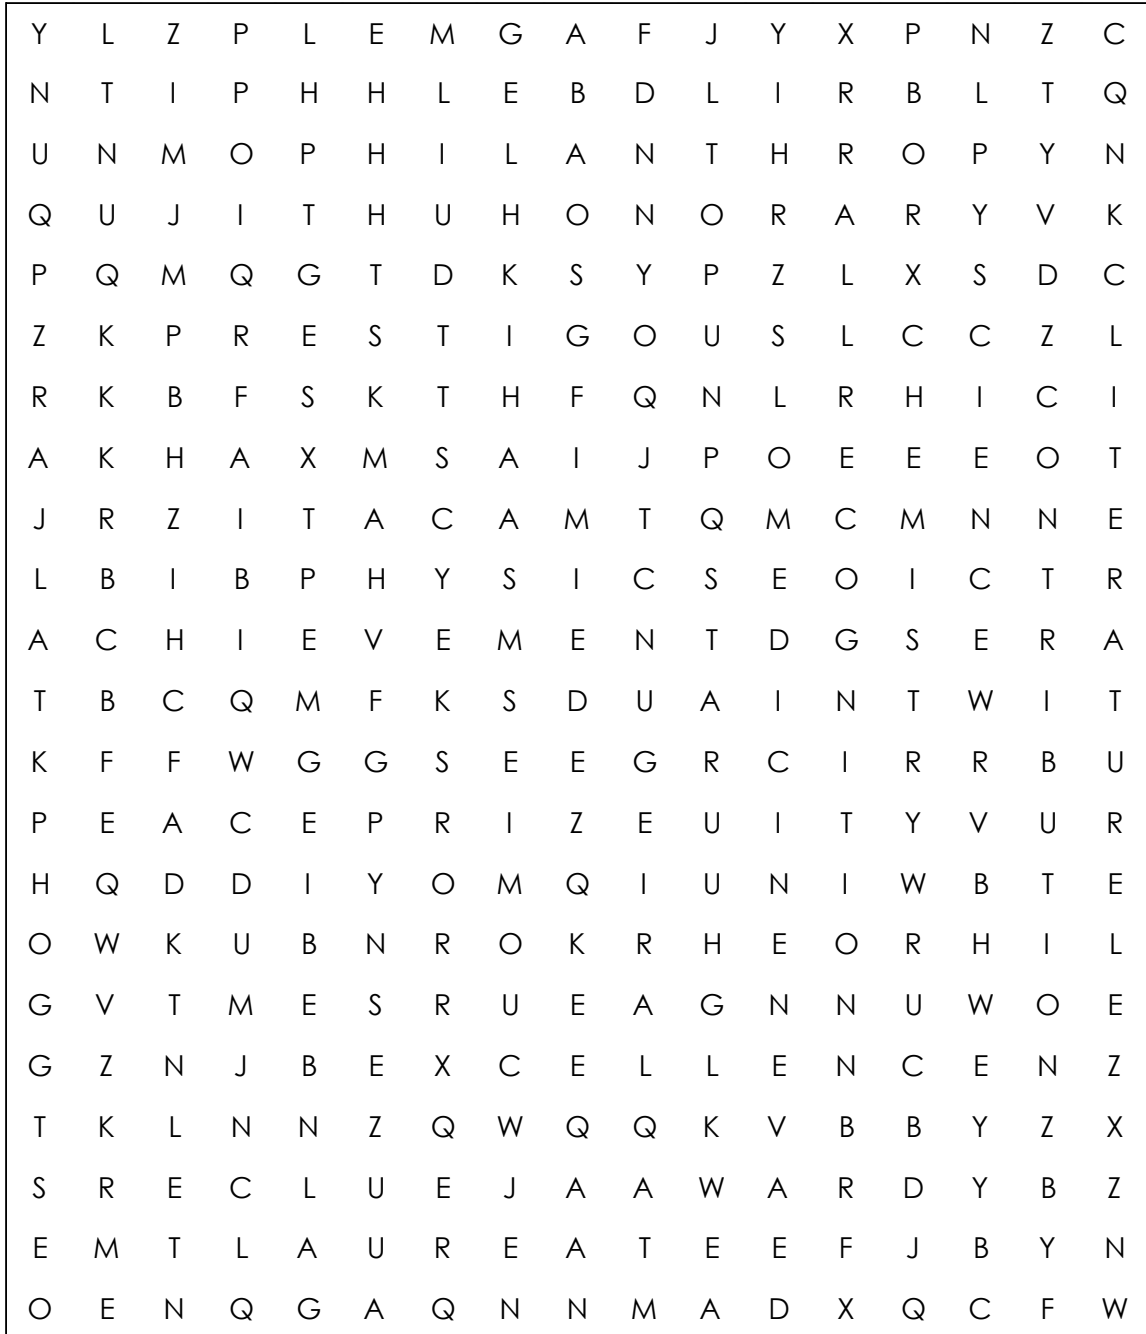 Y L Z P L E M G A F J Y X P N Z C
N T I P H H L E B D L I R B L T Q
U N M O P H I L A N T H R O P Y N
Q U J I T H U H O N O R A R Y V K
P Q M Q G T D K S Y P Z L X S D C
Z K P R E S T I G O U S L C C Z L
R K B F S K T H F Q N L R H I C I
A K H A X M S A I J P O E E E O T
J R Z I T A C A M T Q M C M N N E
L B I B P H Y S I C S E O I C T R
A C H I E V E M E N T D G S E R A
T B C Q M F K S D U A I N T W I T
K F F W G G S E E G R C I R R B U
P E A C E P R I Z E U I T Y V U R
H Q D D I Y O M Q I U N I W B T E
O W K U B N R O K R H E O R H I L
G V T M E S R U E A G N N U W O E
G Z N J B E X C E L L E N C E N Z
T K L N N Z Q W Q Q K V B B Y Z X
S R E C L U E J A A W A R D Y B Z
E M T L A U R E A T E E F J B Y N
O E N Q G A Q N N M A D X Q C F W